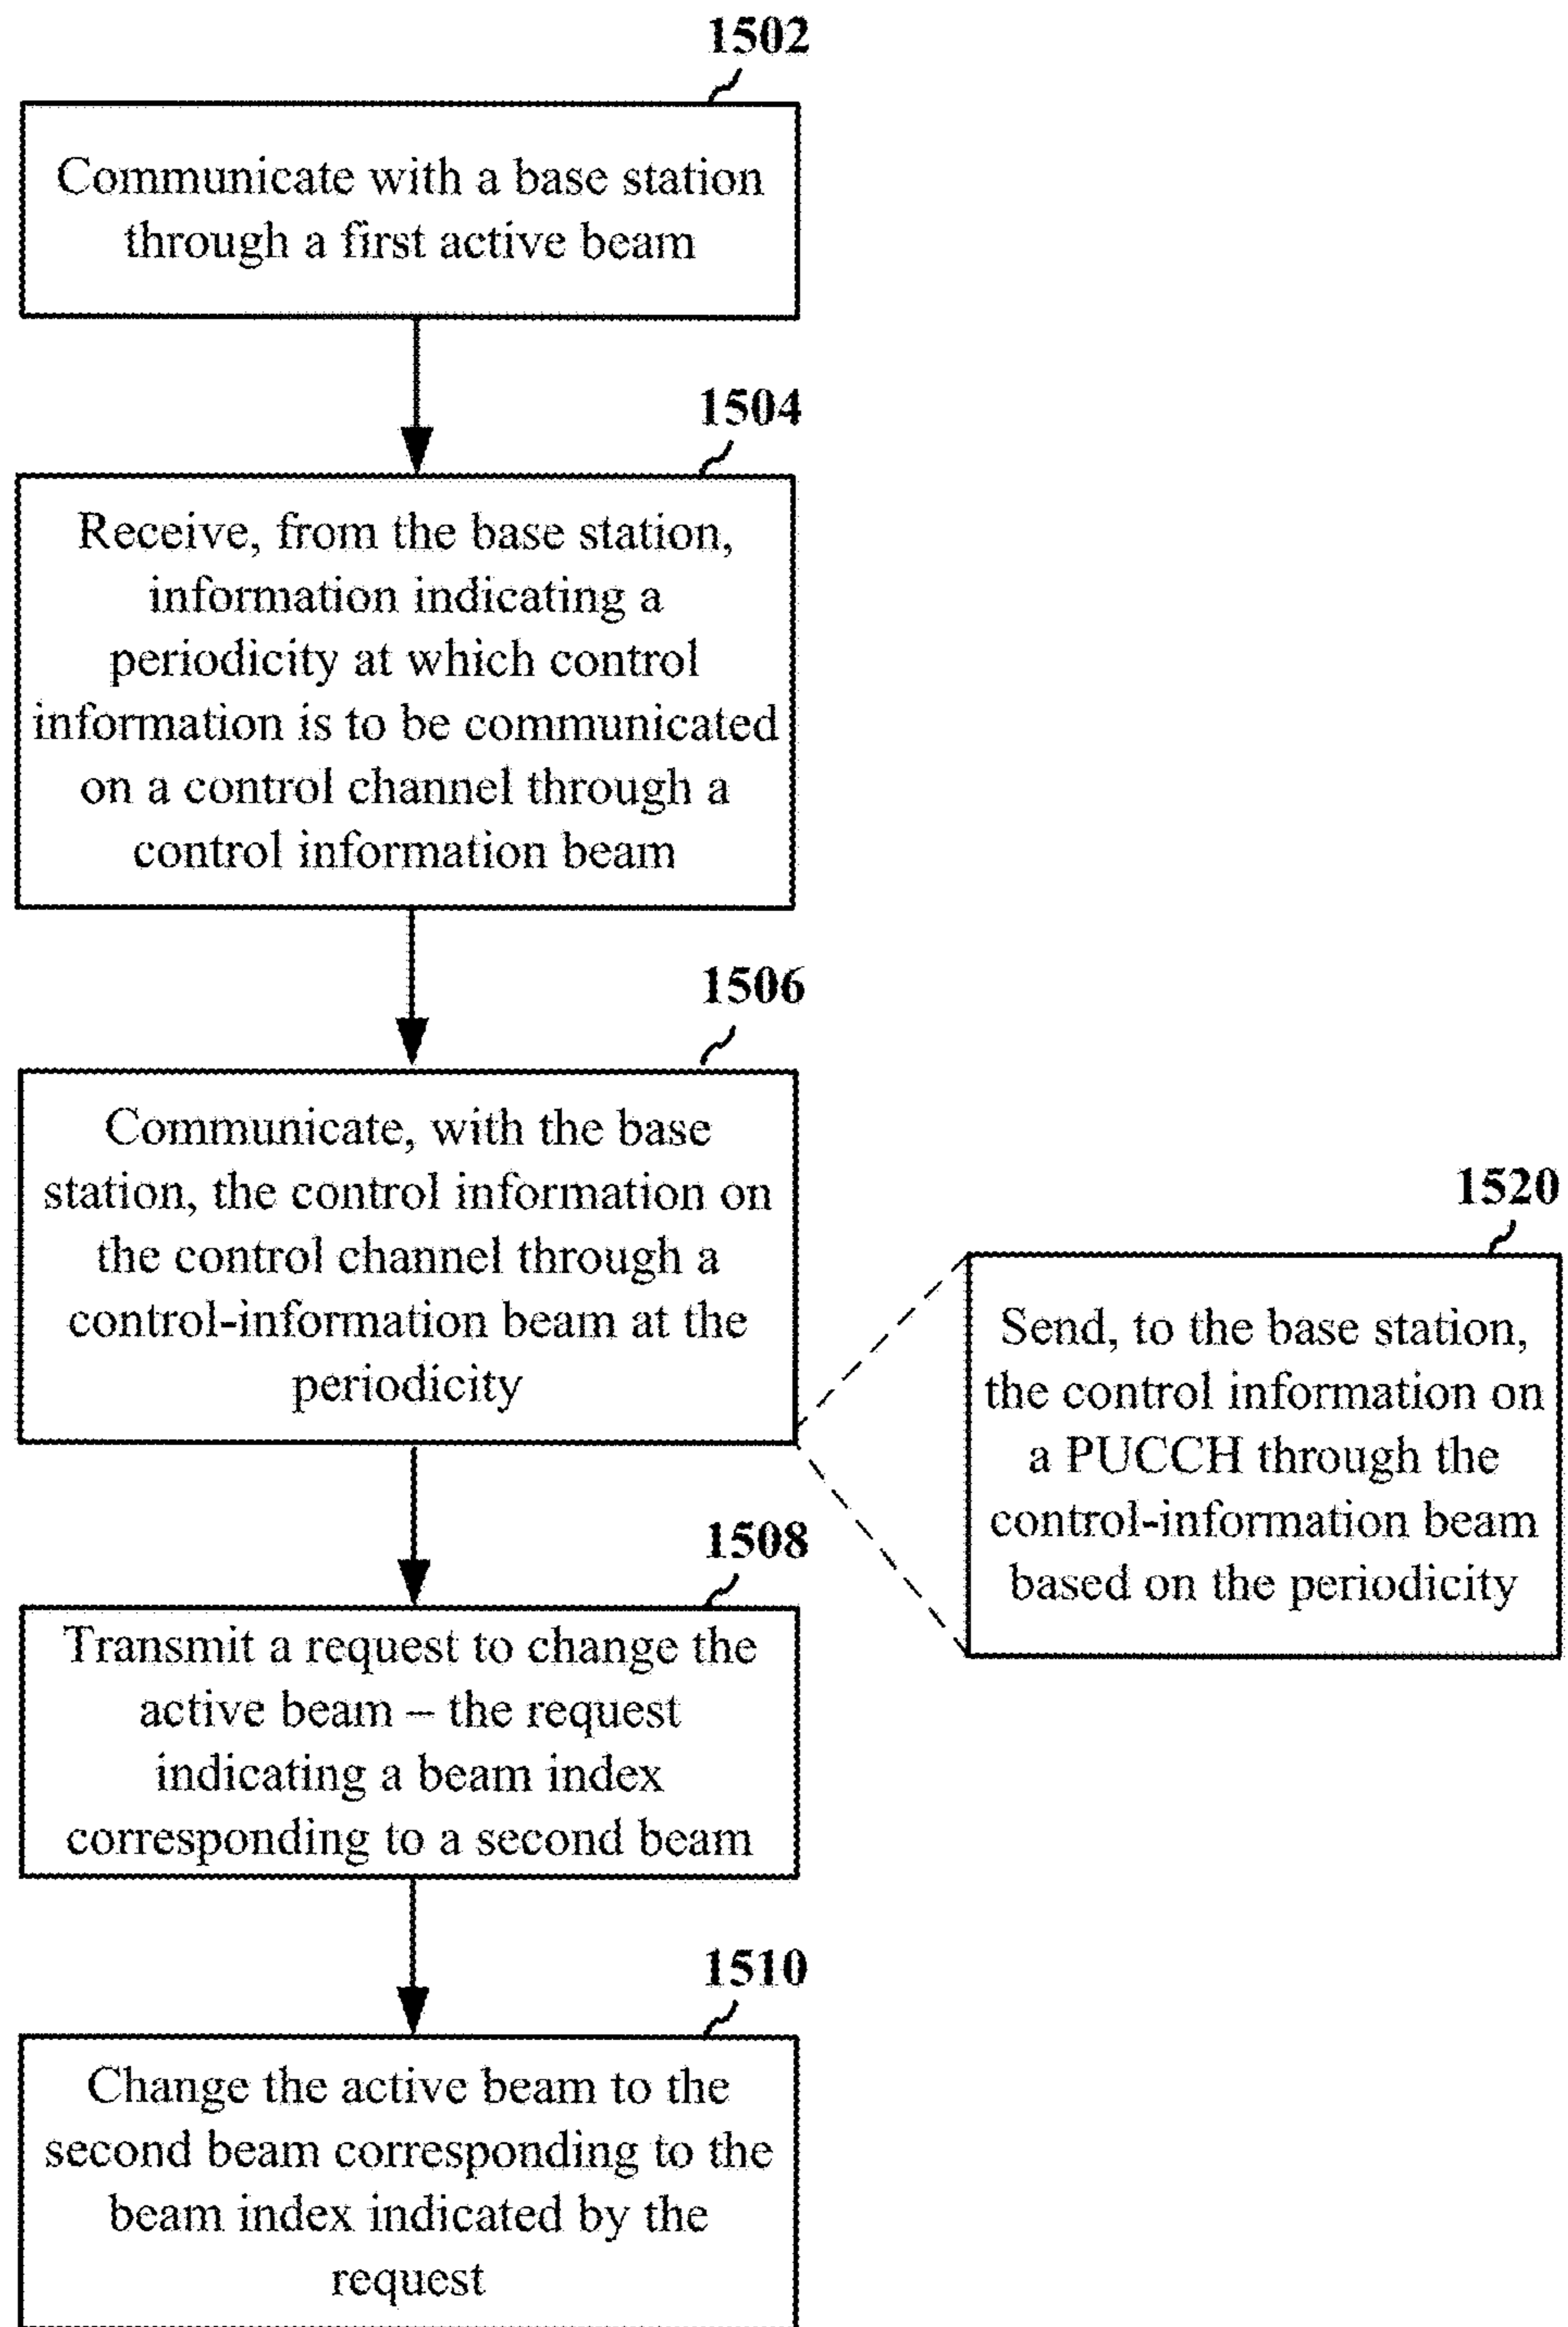 1502
Communicate with a base station
through a first active beam
1504
Receive, from the base station,
information indicating a
periodicity at which control
information is to be communicated
on a control channel through a
control information beam
1506
Communicate, with the base
station, the control information on
the control channel through a
control-information beam at the
periodicity
1520
Send, to the base station,
the control information on
a PUCCH through the
control-information beam
based on the periodicity
1508
Transmit a request to change the
active beam – the request
indicating a beam index
corresponding to a second beam
1510
Change the active beam to the
second beam corresponding to the
beam index indicated by the
request